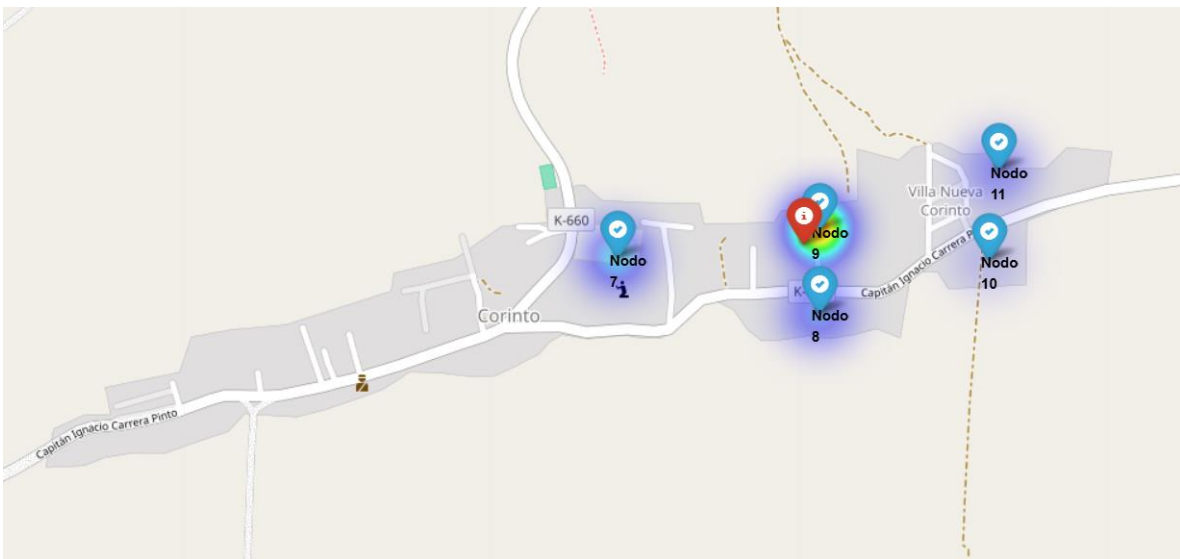 Nodo
11
Villa Nueva
Corinto
K-660
Nodo
9
Nodo
7
Nodo
10
Capitán Ignacio Carrera P
K-
Nodo
8
Corinto
Capitán Ignacio Carrera Pinto